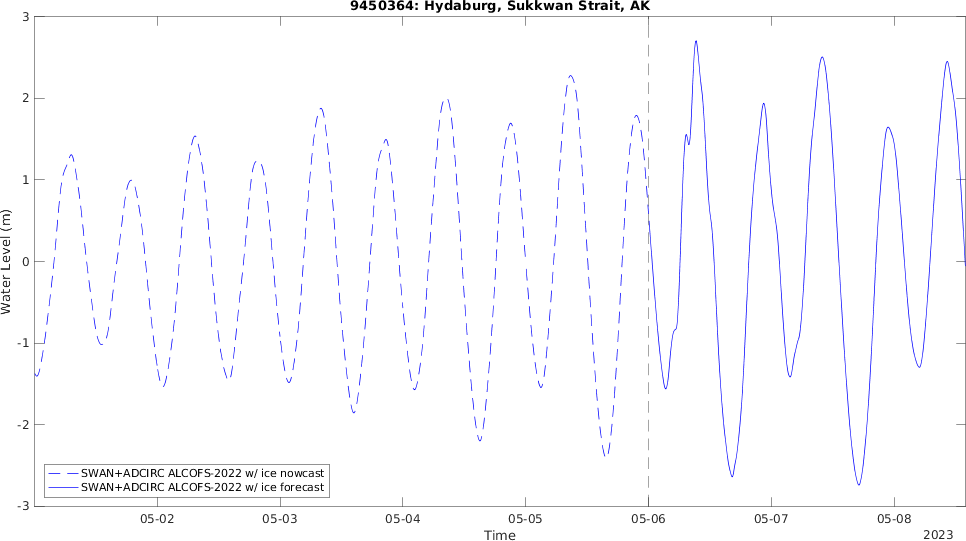 9450364: Hydaburg, Sukkwan Strait, AK
3
2
1
0
-1
-2
-3
Water Level (m)
SWAN+ADCIRC ALCOFS-2022 w/ ice nowcast
SWAN+ADCIRC ALCOFS-2022 w/ ice forecast
05-02 05-03 05-04 05-05 05-06 05-07 05-08
Time
2023